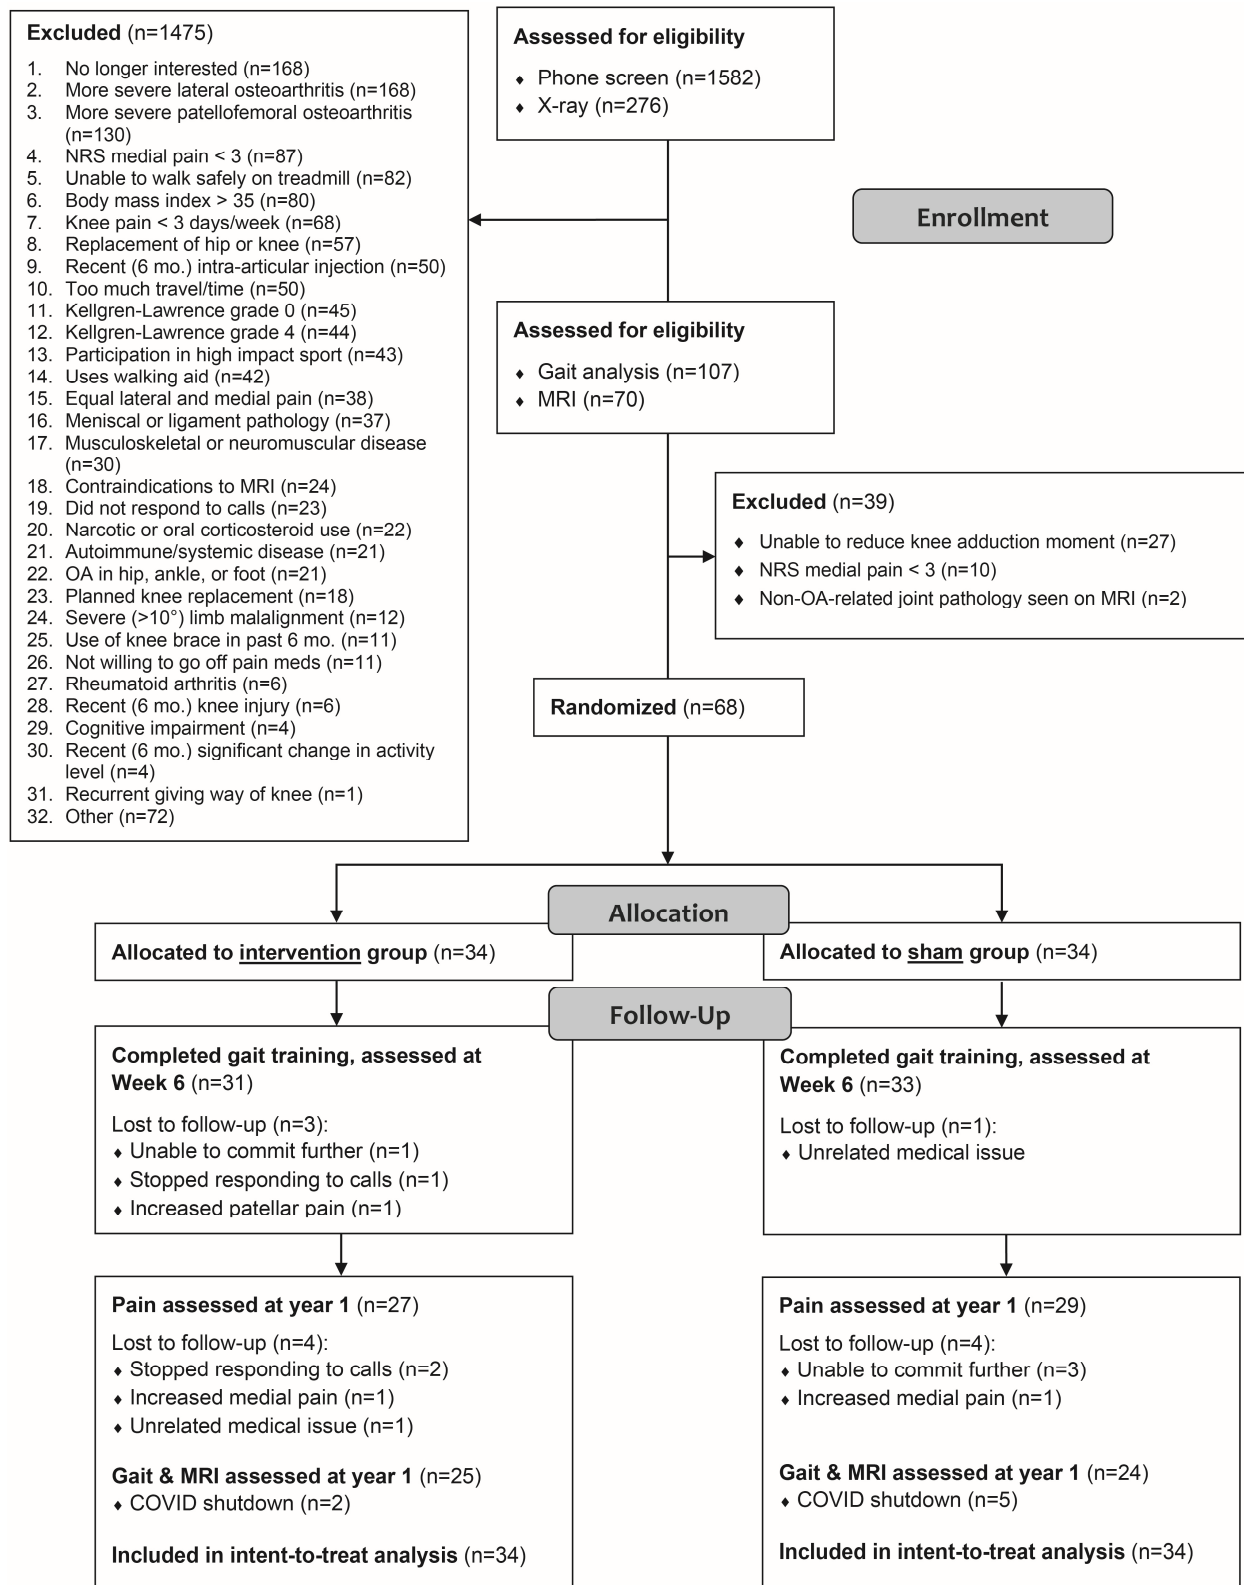 Excluded (n=1475)
1. No longer interested (n=168)
2. More severe lateral osteoarthritis (n=168)
3. More severe patellofemoral osteoarthritis
(n=130)
4. NRS medial pain < 3 (n=87)
5. Unable to walk safely on treadmill (n=82)
6. Body mass index > 35 (n=80)
7. Knee pain < 3 days/week (n=68)
8. Replacement of hip or knee (n=57)
9. Recent (6 mo.) intra-articular injection (n=50)
10. Too much travel/time (n=50)
11. Kellgren-Lawrence grade 0 (n=45)
12. Kellgren-Lawrence grade 4 (n=44)
13. Participation in high impact sport (n=43)
14. Uses walking aid (n=42)
15. Equal lateral and medial pain (n=38)
16. Meniscal or ligament pathology (n=37)
17. Musculoskeletal or neuromuscular disease
(n=30)
18. Contraindications to MRI (n=24)
19. Did not respond to calls (n=23)
20. Narcotic or oral corticosteroid use (n=22)
21. Autoimmune/systemic disease (n=21)
22. OA in hip, ankle, or foot (n=21)
23. Planned knee replacement (n=18)
24. Severe (>10°) limb malalignment (n=12)
25. Use of knee brace in past 6 mo. (n=11)
26. Not willing to go off pain meds (n=11)
27. Rheumatoid arthritis (n=6)
28. Recent (6 mo.) knee injury (n=6)
29. Cognitive impairment (n=4)
30. Recent (6 mo.) significant change in activity
level (n=4)
31. Recurrent giving way of knee (n=1)
32. Other (n=72)
Assessed for eligibility
♦ Phone screen (n=1582)
♦ X-ray (n=276)
Enrollment
Assessed for eligibility
♦ Gait analysis (n=107)
♦ MRI (n=70)
Excluded (n=39)
♦ Unable to reduce knee adduction moment (n=27)
♦ NRS medial pain < 3 (n=10)
♦ Non-OA-related joint pathology seen on MRI (n=2)
Randomized (n=68)
Allocation
Allocated to intervention group (n=34)
Allocated to sham group (n=34)
Follow-Up
Completed gait training, assessed at
Week 6 (n=31)
Lost to follow-up (n=3):
♦ Unable to commit further (n=1)
♦ Stopped responding to calls (n=1)
♦ Increased patellar pain (n=1)
Completed gait training, assessed at
Week 6 (n=33)
Lost to follow-up (n=1):
♦ Unrelated medical issue
Pain assessed at year 1 (n=27)
Lost to follow-up (n=4):
♦ Stopped responding to calls (n=2)
♦ Increased medial pain (n=1)
♦ Unrelated medical issue (n=1)
Gait & MRI assessed at year 1 (n=25)
♦ COVID shutdown (n=2)
Included in intent-to-treat analysis (n=34)
Pain assessed at year 1 (n=29)
Lost to follow-up (n=4):
♦ Unable to commit further (n=3)
♦ Increased medial pain (n=1)
Gait & MRI assessed at year 1 (n=24)
♦ COVID shutdown (n=5)
Included in intent-to-treat analysis (n=34)